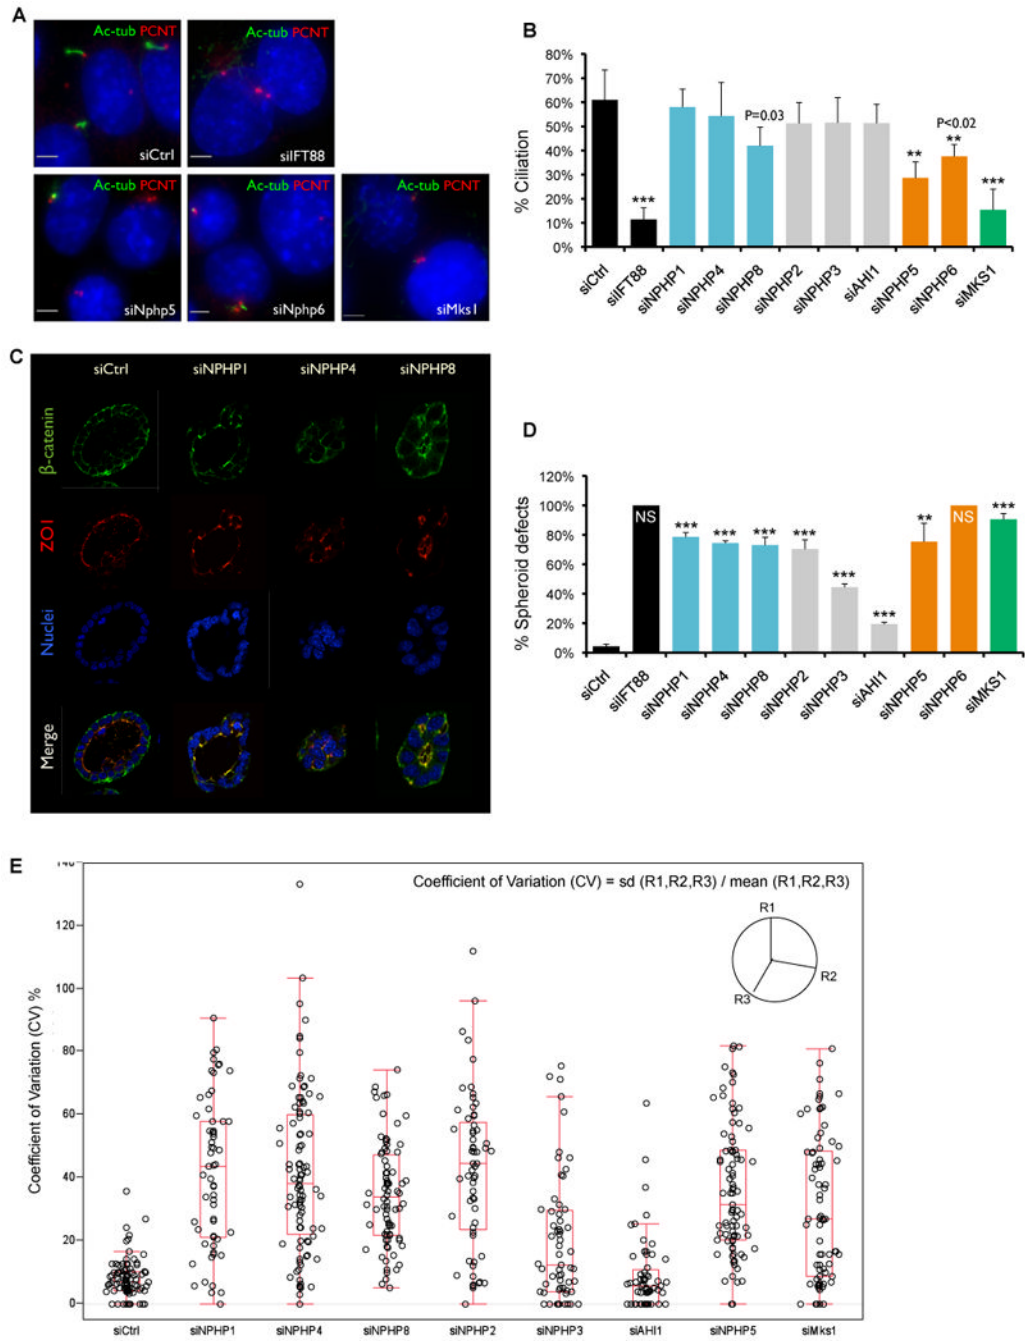 A
Ac-tub PCNT
Ac-tub PCNT
siCtrl
siIFT88
Ac-tub PCNT
Ac-tub PCNT
Ac-tub PCNT
siNphp5
siNphp6
siMks1
B
80%
70%
60%
50%
40%
30%
20%
10%
0%
% Ciliation
***
P=0.03
**
P<0.02
**
***
siCtrl
siIFT88
siNPHP1
siNPHP4
siNPHP8
siNPHP2
siNPHP3
siAHI1
siNPHP5
siNPHP6
siMKS1
C
siCtrl siNPHP1 siNPHP4 siNPHP8
β-catenin
ZO1
Nuclei
Merge
D
120%
100%
80%
60%
40%
20%
0%
% Spheroid defects
NS
***
***
***
***
***
***
**
NS
***
siCtrl
siIFT88
siNPHP1
siNPHP4
siNPHP8
siNPHP2
siNPHP3
siAHI1
siNPHP5
siNPHP6
siMKS1
E
140
120
100
80
60
40
20
0
Coefficient of Variation (CV) %
Coefficient of Variation (CV) = sd (R1,R2,R3) / mean (R1,R2,R3)
R1
R2
R3
siCtrl siNPHP1 siNPHP4 siNPHP8 siNPHP2 siNPHP3 siAHI1 siNPHP5 siMks1